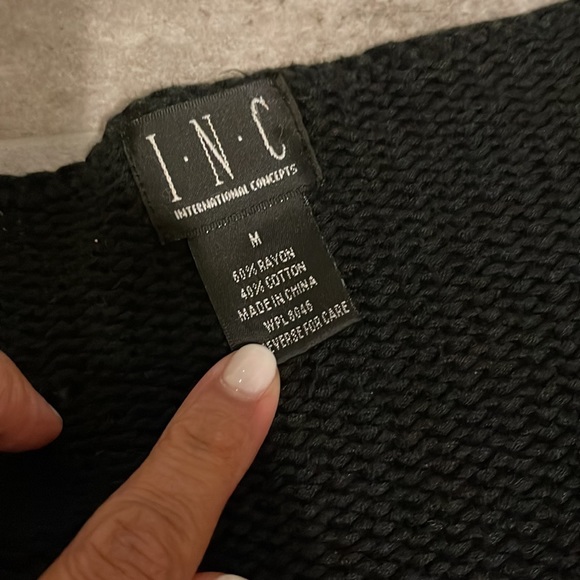 I·N·C
INTERNATIONAL CONCEPTS
M
60% RAYON
40% COTTON
MADE IN CHINA
WPL 8046
EVERSE FOR CARE